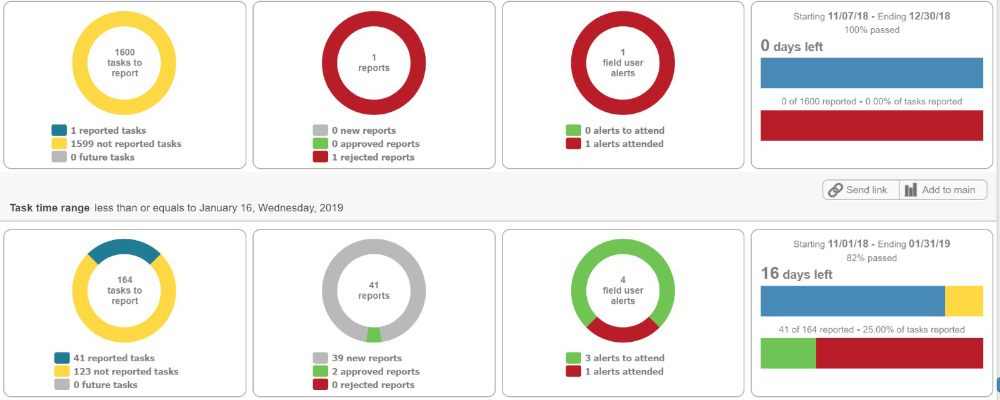 1600
tasks to
report
1 reported tasks
1599 not reported tasks
0 future tasks
1
reports
0 new reports
0 approved reports
1 rejected reports
1
field user
alerts
0 alerts to attend
1 alerts attended
Starting 11/07/18 - Ending 12/30/18
100% passed
0 days left
0 of 1600 reported - 0.00% of tasks reported
Send link
Add to main
Task time range less than or equals to January 16, Wednesday, 2019
164
tasks to
report
41 reported tasks
123 not reported tasks
0 future tasks
41
reports
39 new reports
2 approved reports
0 rejected reports
4
field user
alerts
3 alerts to attend
1 alerts attended
Starting 11/01/18 - Ending 01/31/19
82% passed
16 days left
41 of 164 reported - 25.00% of tasks reported